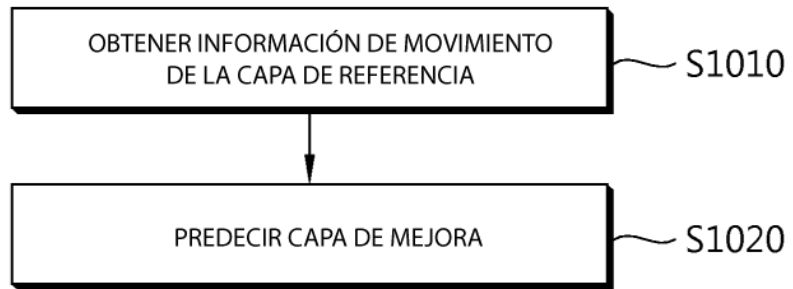 OBTENER INFORMACIÓN DE MOVIMIENTO
DE LA CAPA DE REFERENCIA
S1010
PREDECIR CAPA DE MEJORA
S1020